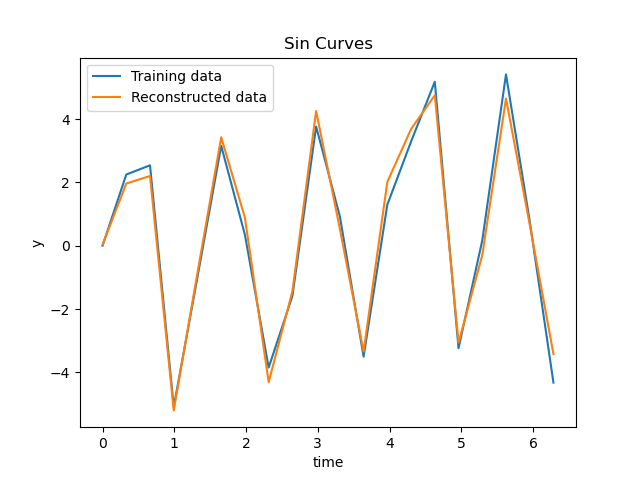 Sin Curves
Training data
Reconstructed data
4
2
0
−2
−4
y
0 1 2 3 4 5 6
time